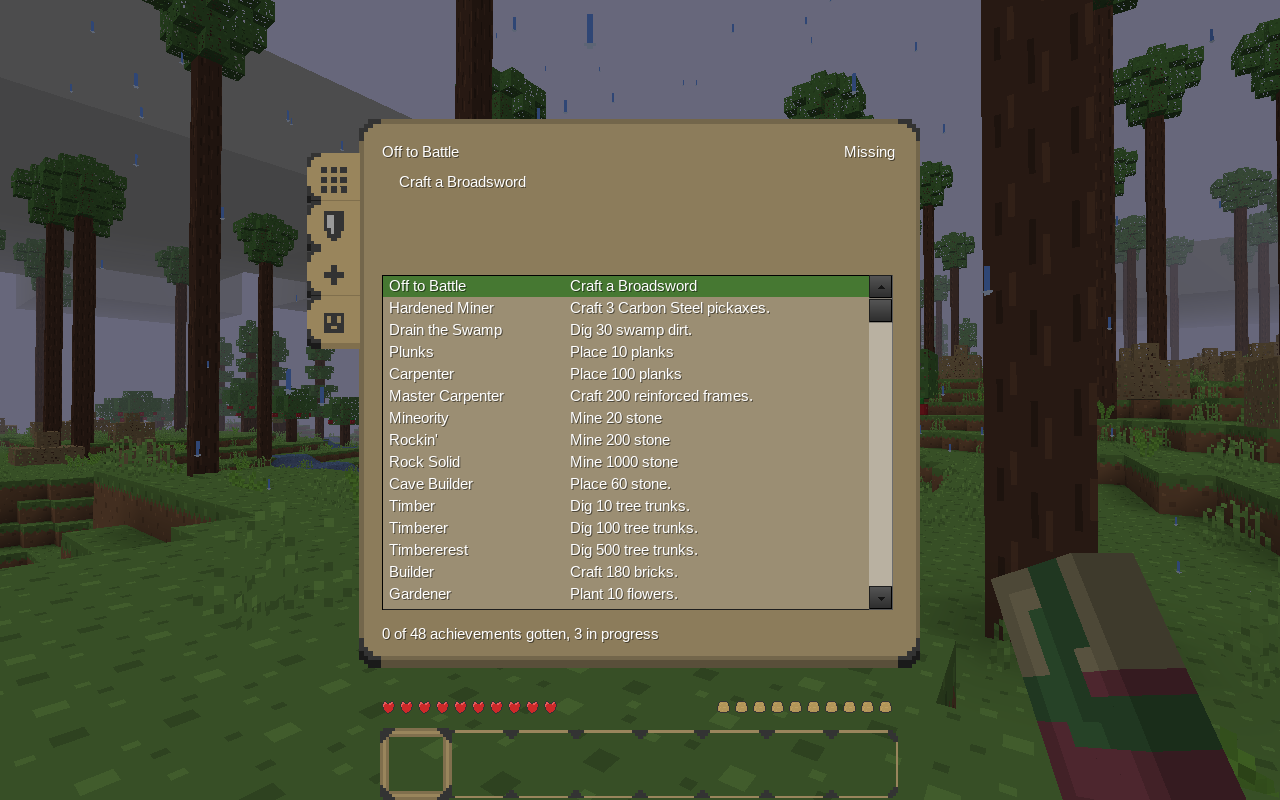 Off to Battle Missing
Craft a Broadsword
Off to Battle Craft a Broadsword
Hardened Miner Craft 3 Carbon Steel pickaxes.
Drain the Swamp Dig 30 swamp dirt.
Plunks Place 10 planks
Carpenter Place 100 planks
Master Carpenter Craft 200 reinforced frames.
Mineority Mine 20 stone
Rockin' Mine 200 stone
Rock Solid Mine 1000 stone
Cave Builder Place 60 stone.
Timber Dig 10 tree trunks.
Timberer Dig 100 tree trunks.
Timbererest Dig 500 tree trunks.
Builder Craft 180 bricks.
Gardener Plant 10 flowers.
0 of 48 achievements gotten, 3 in progress